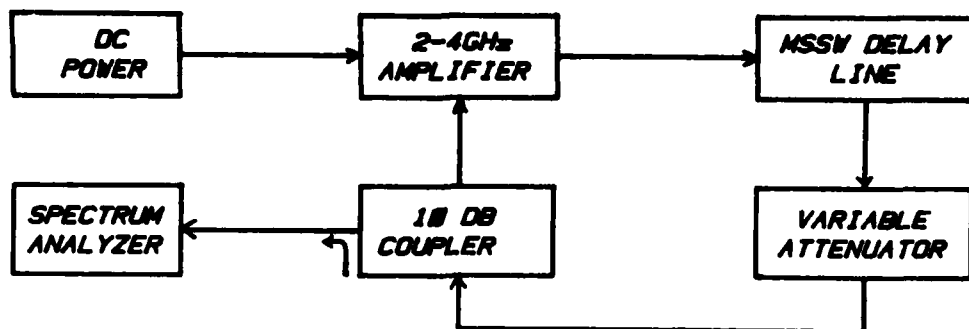 DC
POWER
2-4GHz
AMPLIFIER
MSSW DELAY
LINE
SPECTRUM
ANALYZER
10 DB
COUPLER
VARIABLE
ATTENUATOR